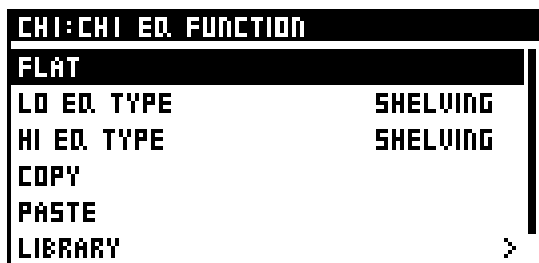 CH1:CH1 EQ FUNCTION
FLAT
LO EQ TYPE SHELVING
HI EQ TYPE SHELVING
COPY
PASTE
LIBRARY >